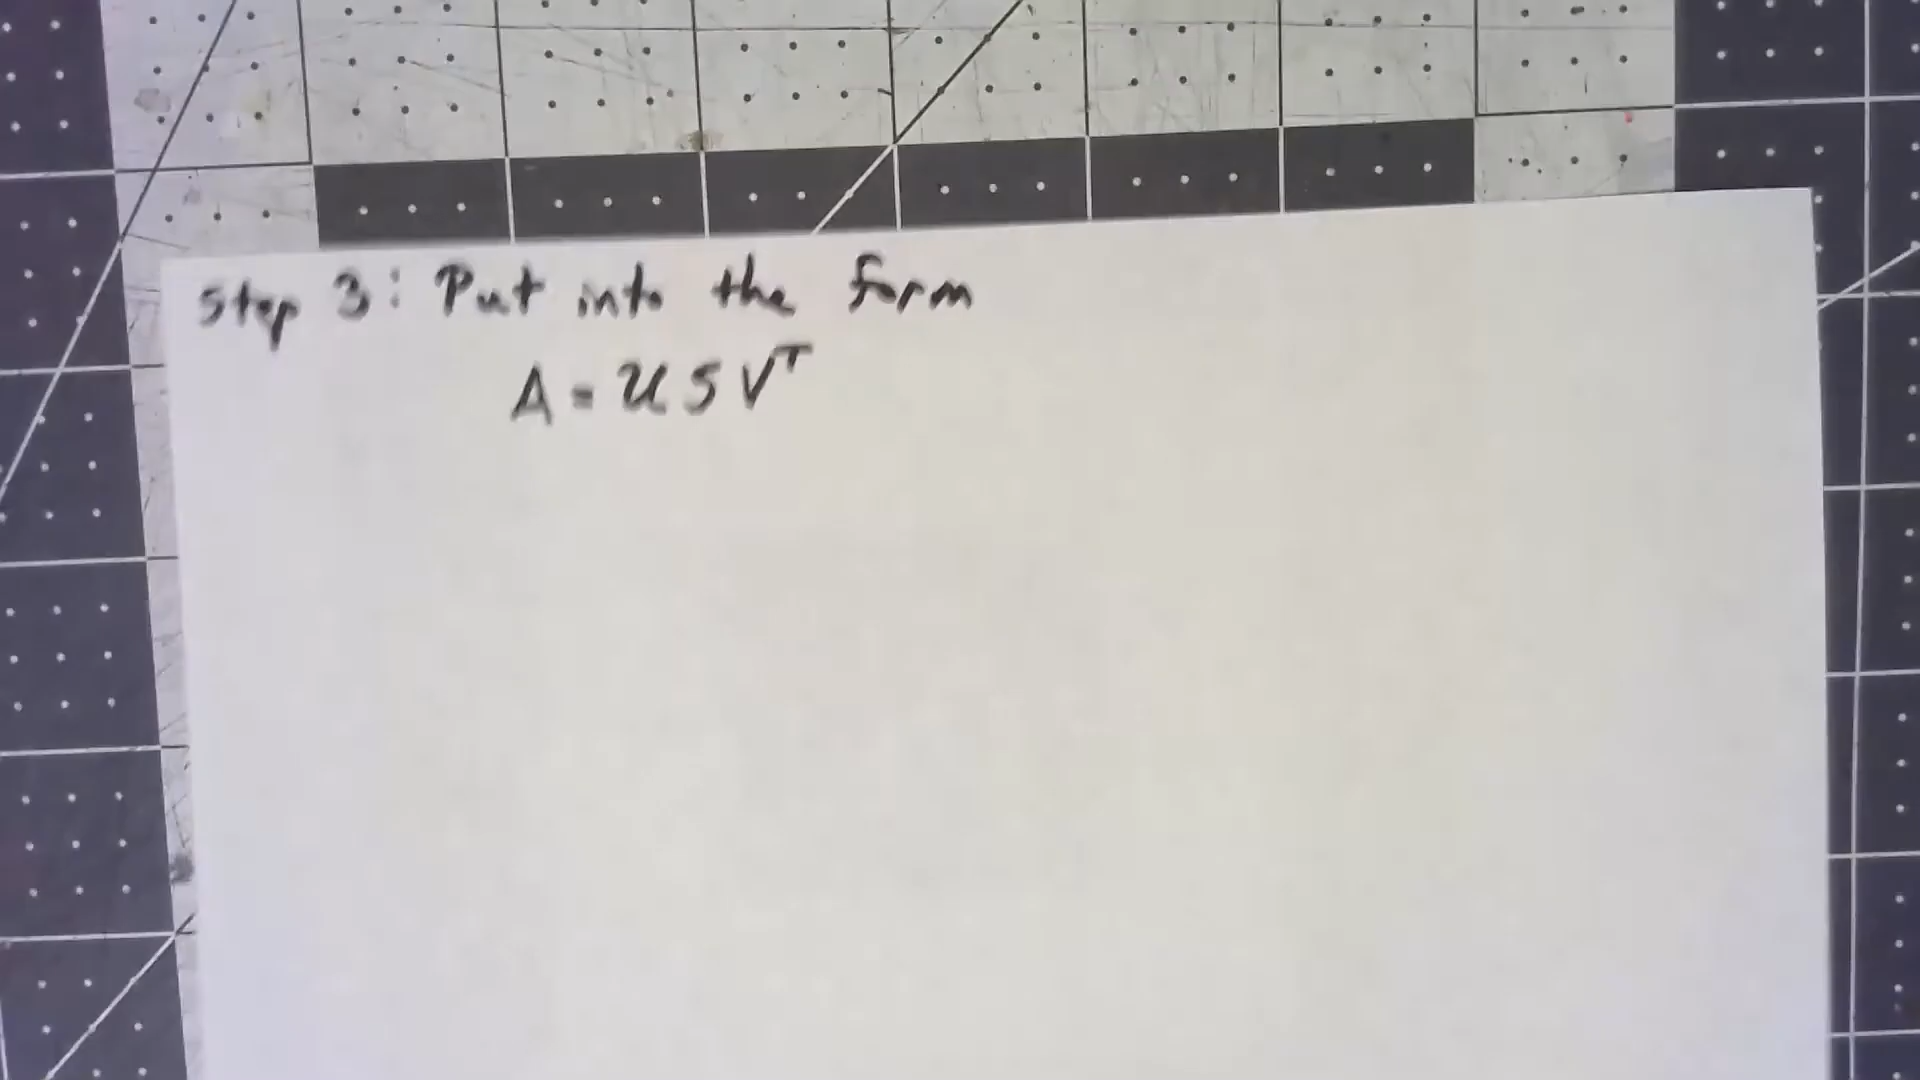 Step 3: Put into the form
A = U S V^T